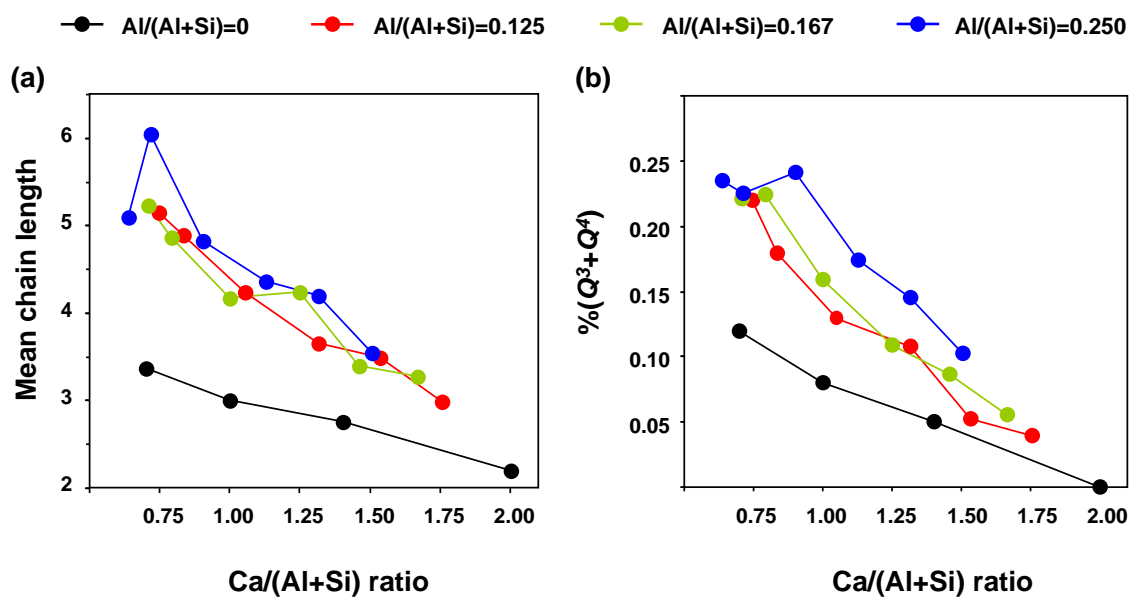 Al/(Al+Si)=0 Al/(Al+Si)=0.125 Al/(Al+Si)=0.167 Al/(Al+Si)=0.250
(a)
Mean chain length
6
5
4
3
2
0.75 1.00 1.25 1.50 1.75 2.00
Ca/(Al+Si) ratio
(b)
%(Q³+Q⁴)
0.25
0.20
0.15
0.10
0.05
0.75 1.00 1.25 1.50 1.75 2.00
Ca/(Al+Si) ratio